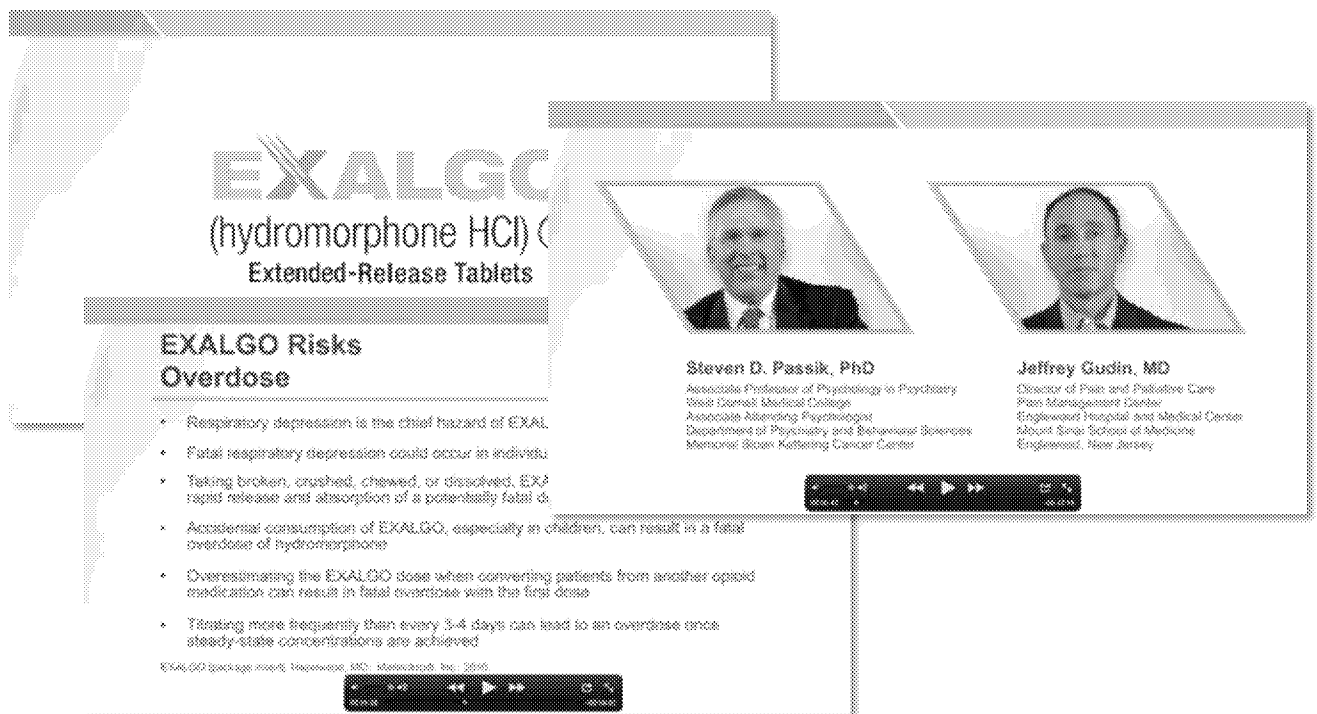 EXALGO
(hydromorphone HCl)
Extended-Release Tablets
EXALGO Risks
Overdose
• Respiratory depression is the chief hazard of EXAL
• Fatal respiratory depression could occur in individu
• Taking broken, crushed, chewed, or dissolved, EXA
rapid release and absorption of a potentially fatal d
• Accidental consumption of EXALGO, especially in children, can result in a fatal
overdose of hydromorphone
• Overestimating the EXALGO dose when converting patients from another opioid
medication can result in fatal overdose with the first dose
• Titrating more frequently than every 3-4 days can lead to an overdose once
steady-state concentrations are achieved
EXALGO [package insert]
Steven D. Passik, PhD
Associate Professor of Psychology in Psychiatry
Weill Cornell Medical College
Associate Attending Psychologist
Department of Psychiatry and Behavioral Sciences
Memorial Sloan Kettering Cancer Center
Jeffrey Gudin, MD
Director of Pain and Palliative Care
Pain Management Center
Englewood Hospital and Medical Center
Mount Sinai School of Medicine
Englewood, New Jersey